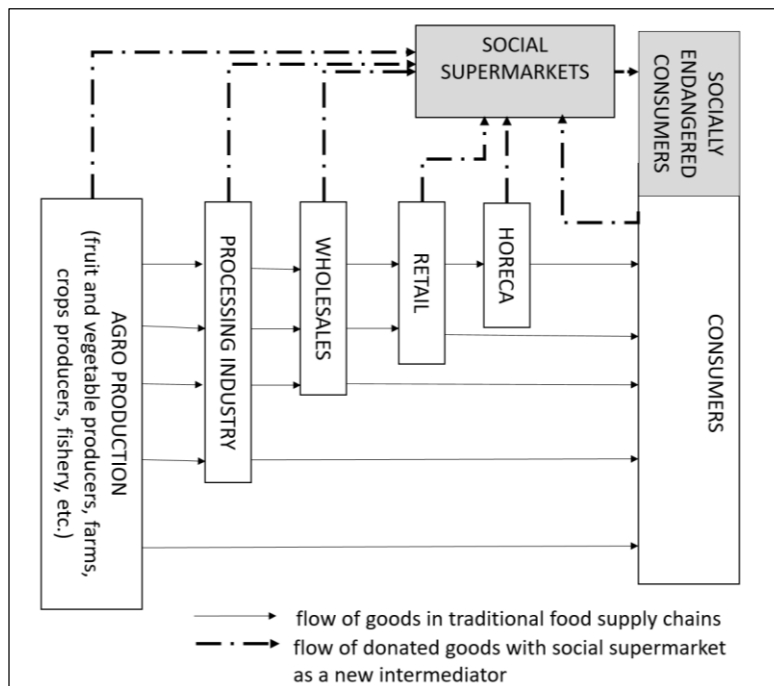 SOCIAL
SUPERMARKETS
SOCIALLY
ENDANGERED
CONSUMERS
AGRO PRODUCTION
(fruit and vegetable producers, farms,
crops producers, fishery, etc.)
PROCESSING INDUSTRY
WHOLESALES
RETAIL
HORECA
CONSUMERS
flow of goods in traditional food supply chains
flow of donated goods with social supermarket
as a new intermediator